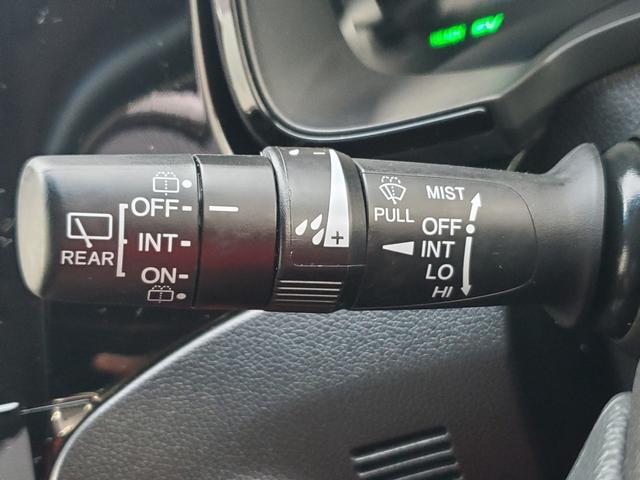 REAR
OFF
INT
ON
- +
PULL
MIST
OFF
INT
LO
HI
EV